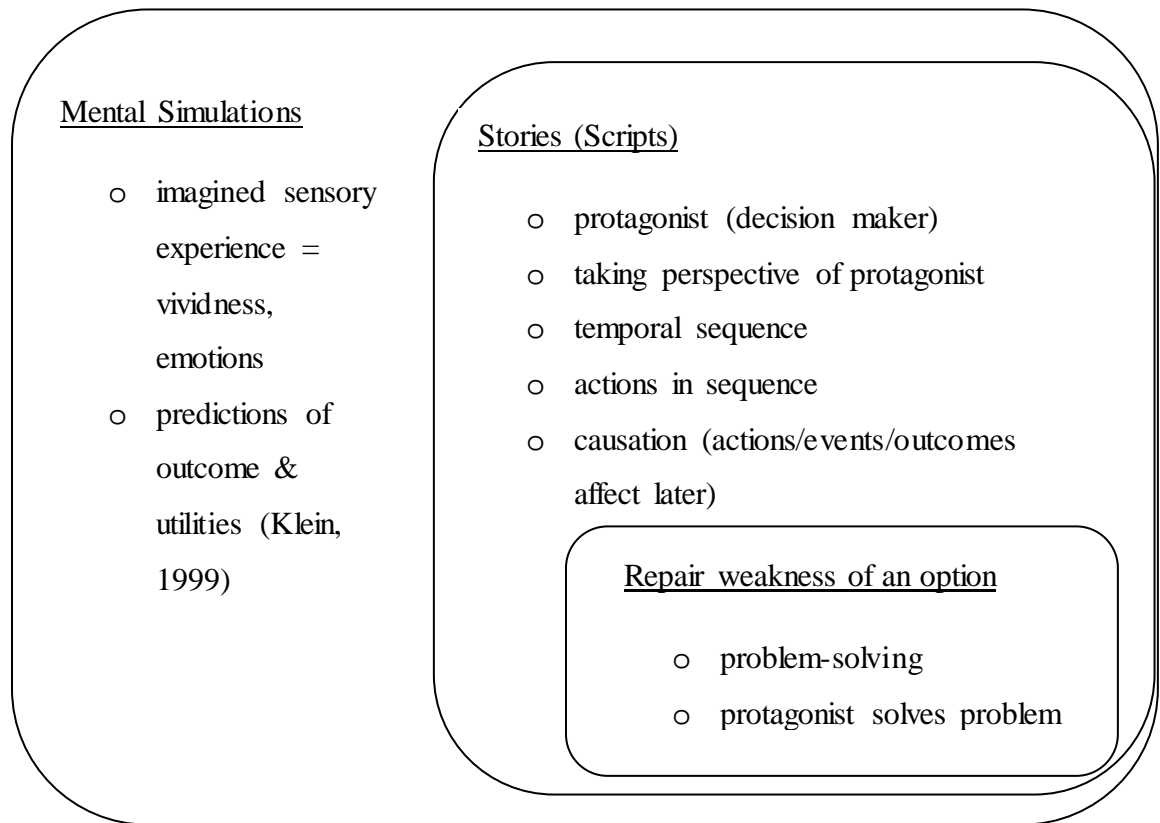 Mental Simulations
o imagined sensory
experience =
vividness,
emotions
o predictions of
outcome &
utilities (Klein,
1999)
Stories (Scripts)
o protagonist (decision maker)
o taking perspective of protagonist
o temporal sequence
o actions in sequence
o causation (actions/events/outcomes
affect later)
Repair weakness of an option
o problem-solving
o protagonist solves problem